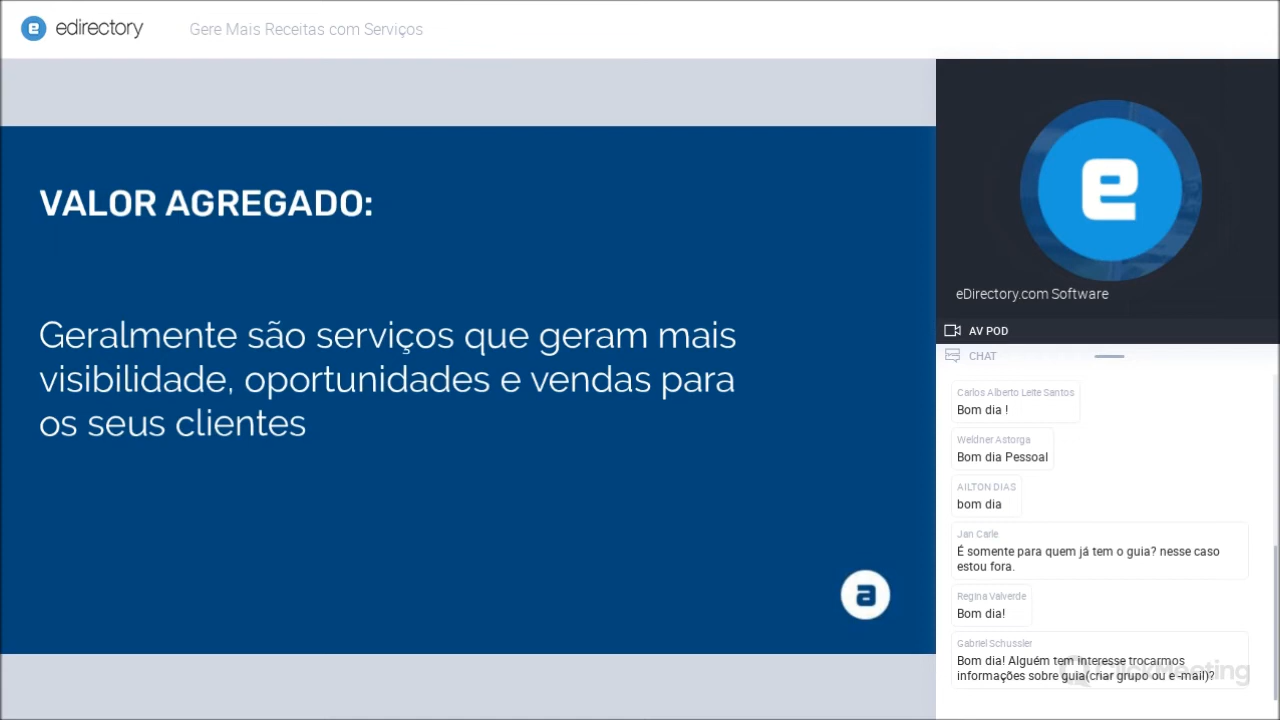 e edirectory
Gere Mais Receitas com Serviços
VALOR AGREGADO:
Geralmente são serviços que geram mais
visibilidade, oportunidades e vendas para
os seus clientes
a
e
eDirectory.com Software
AV POD
CHAT
Carlos Alberto Leite Santos
Bom dia !
Weldner Astorga
Bom dia Pessoal
AILTON DIAS
bom dia
Jan Carle
É somente para quem já tem o guia? nesse caso
estou fora.
Regina Valverde
Bom dia!
Gabriel Schussler
Bom dia! Alguém tem interesse trocarmos
informações sobre guia(criar grupo ou e -mail)?
ClickMeeting